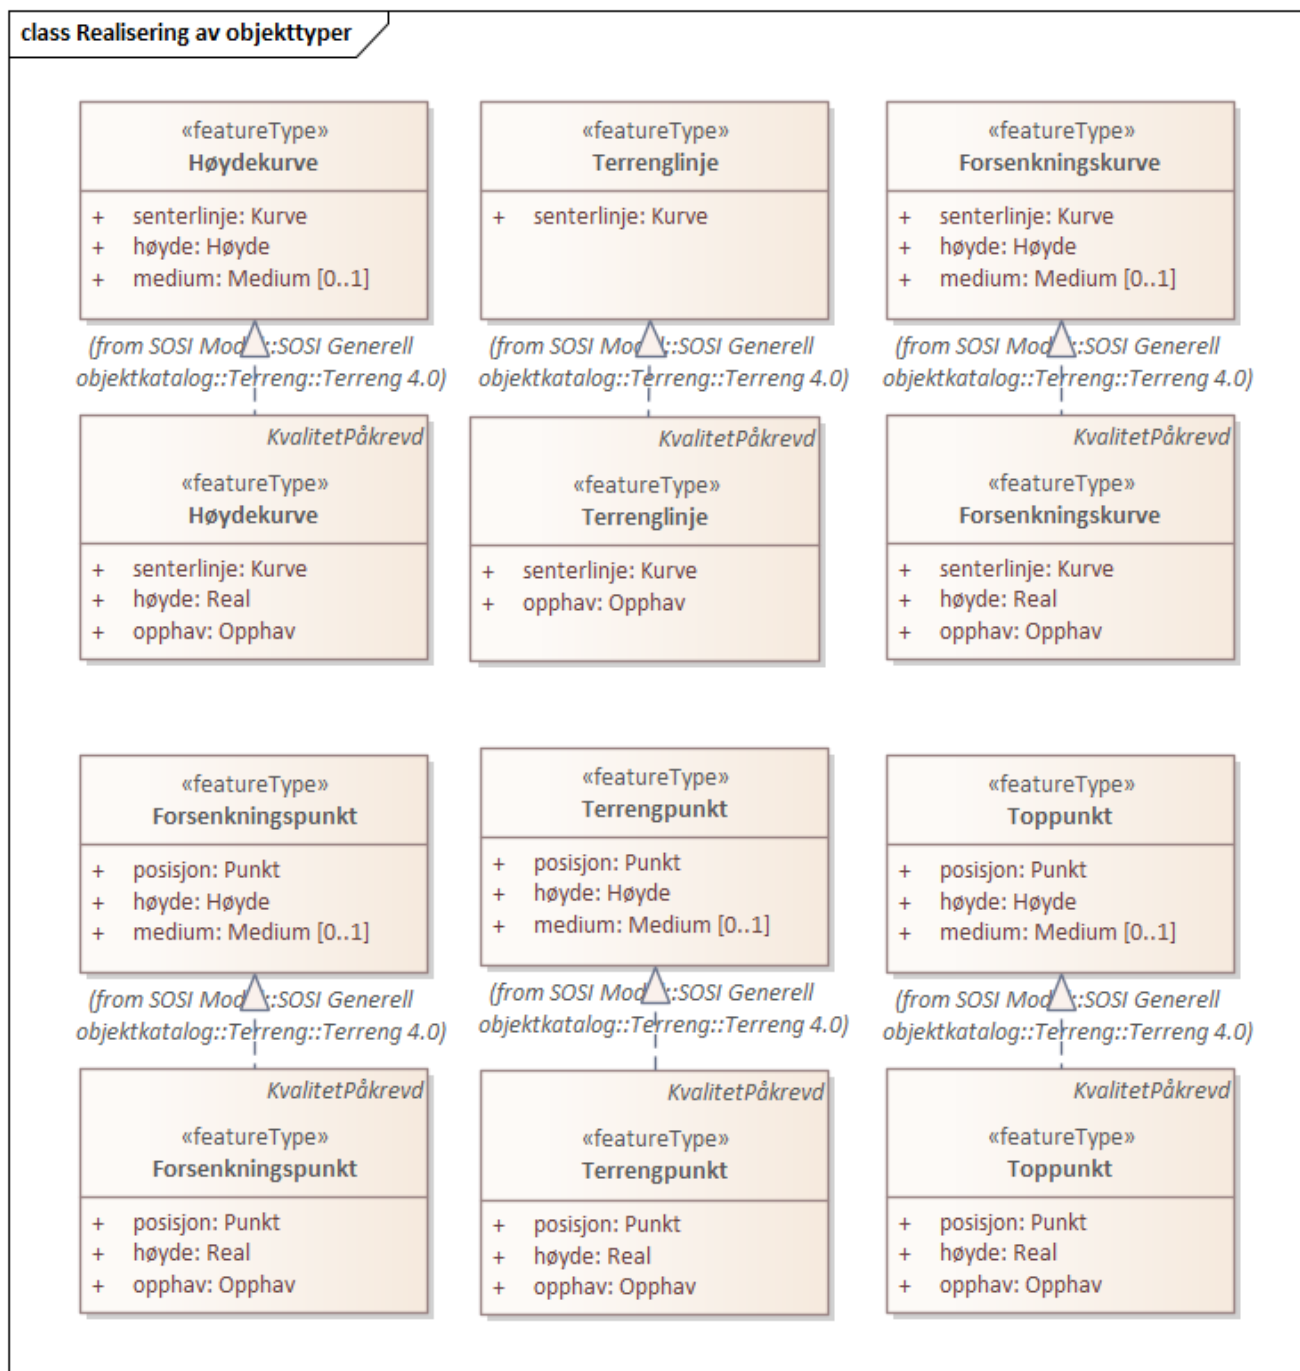 class Realisering av objekttyper
«featureType»
Høydekurve
+ senterlinje: Kurve
+ høyde: Høyde
+ medium: Medium [0..1]
(from SOSI Model::SOSI Generell
objektkatalog::Terreng::Terreng 4.0)
«featureType»
Terrenglinje
+ senterlinje: Kurve
(from SOSI Model::SOSI Generell
objektkatalog::Terreng::Terreng 4.0)
«featureType»
Forsenkningskurve
+ senterlinje: Kurve
+ høyde: Høyde
+ medium: Medium [0..1]
(from SOSI Model::SOSI Generell
objektkatalog::Terreng::Terreng 4.0)
KvalitetPåkrevd
«featureType»
Høydekurve
+ senterlinje: Kurve
+ høyde: Real
+ opphav: Opphav
KvalitetPåkrevd
«featureType»
Terrenglinje
+ senterlinje: Kurve
+ opphav: Opphav
KvalitetPåkrevd
«featureType»
Forsenkningskurve
+ senterlinje: Kurve
+ høyde: Real
+ opphav: Opphav
«featureType»
Forsenkningspunkt
+ posisjon: Punkt
+ høyde: Høyde
+ medium: Medium [0..1]
(from SOSI Model::SOSI Generell
objektkatalog::Terreng::Terreng 4.0)
«featureType»
Terrengpunkt
+ posisjon: Punkt
+ høyde: Høyde
+ medium: Medium [0..1]
(from SOSI Model::SOSI Generell
objektkatalog::Terreng::Terreng 4.0)
«featureType»
Toppunkt
+ posisjon: Punkt
+ høyde: Høyde
+ medium: Medium [0..1]
(from SOSI Model::SOSI Generell
objektkatalog::Terreng::Terreng 4.0)
KvalitetPåkrevd
«featureType»
Forsenkningspunkt
+ posisjon: Punkt
+ høyde: Real
+ opphav: Opphav
KvalitetPåkrevd
«featureType»
Terrengpunkt
+ posisjon: Punkt
+ høyde: Real
+ opphav: Opphav
KvalitetPåkrevd
«featureType»
Toppunkt
+ posisjon: Punkt
+ høyde: Real
+ opphav: Opphav